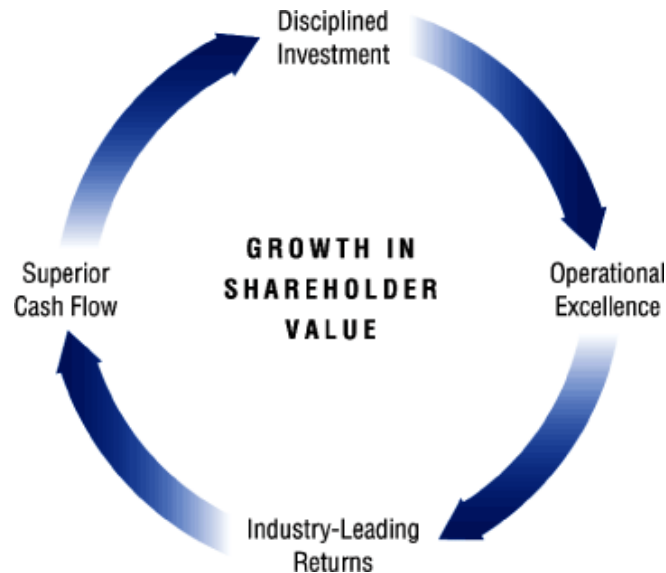 Disciplined
Investment
GROWTH IN
SHAREHOLDER
VALUE
Superior
Cash Flow
Operational
Excellence
Industry-Leading
Returns